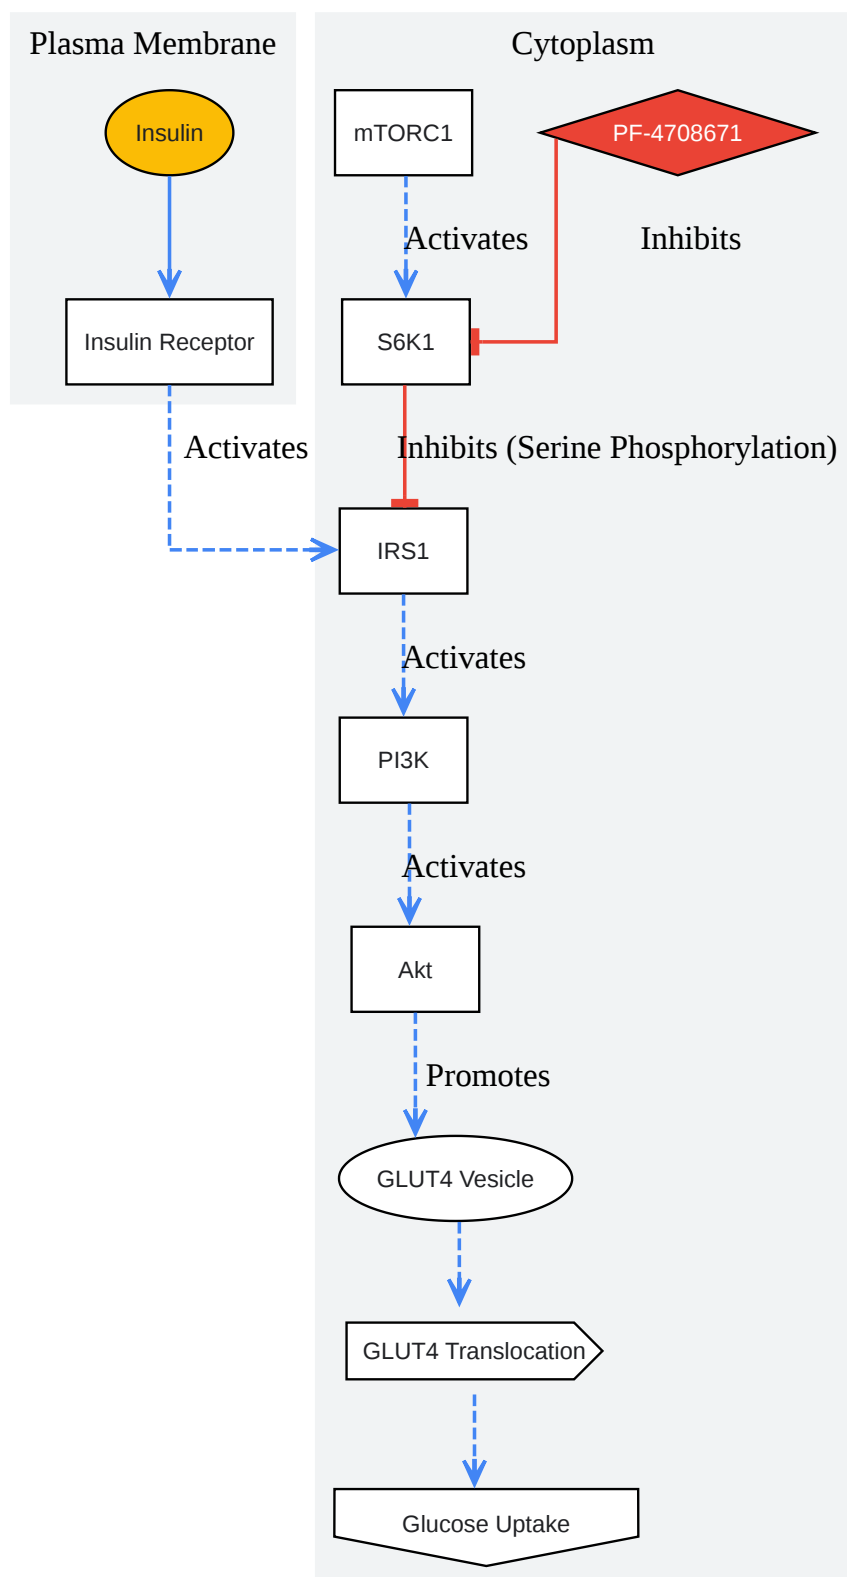 Plasma Membrane
Cytoplasm
Insulin
mTORC1
PF-4708671
Activates
Inhibits
Insulin Receptor
S6K1
Activates
Inhibits (Serine Phosphorylation)
IRS1
Activates
PI3K
Activates
Akt
Promotes
GLUT4 Vesicle
GLUT4 Translocation
Glucose Uptake